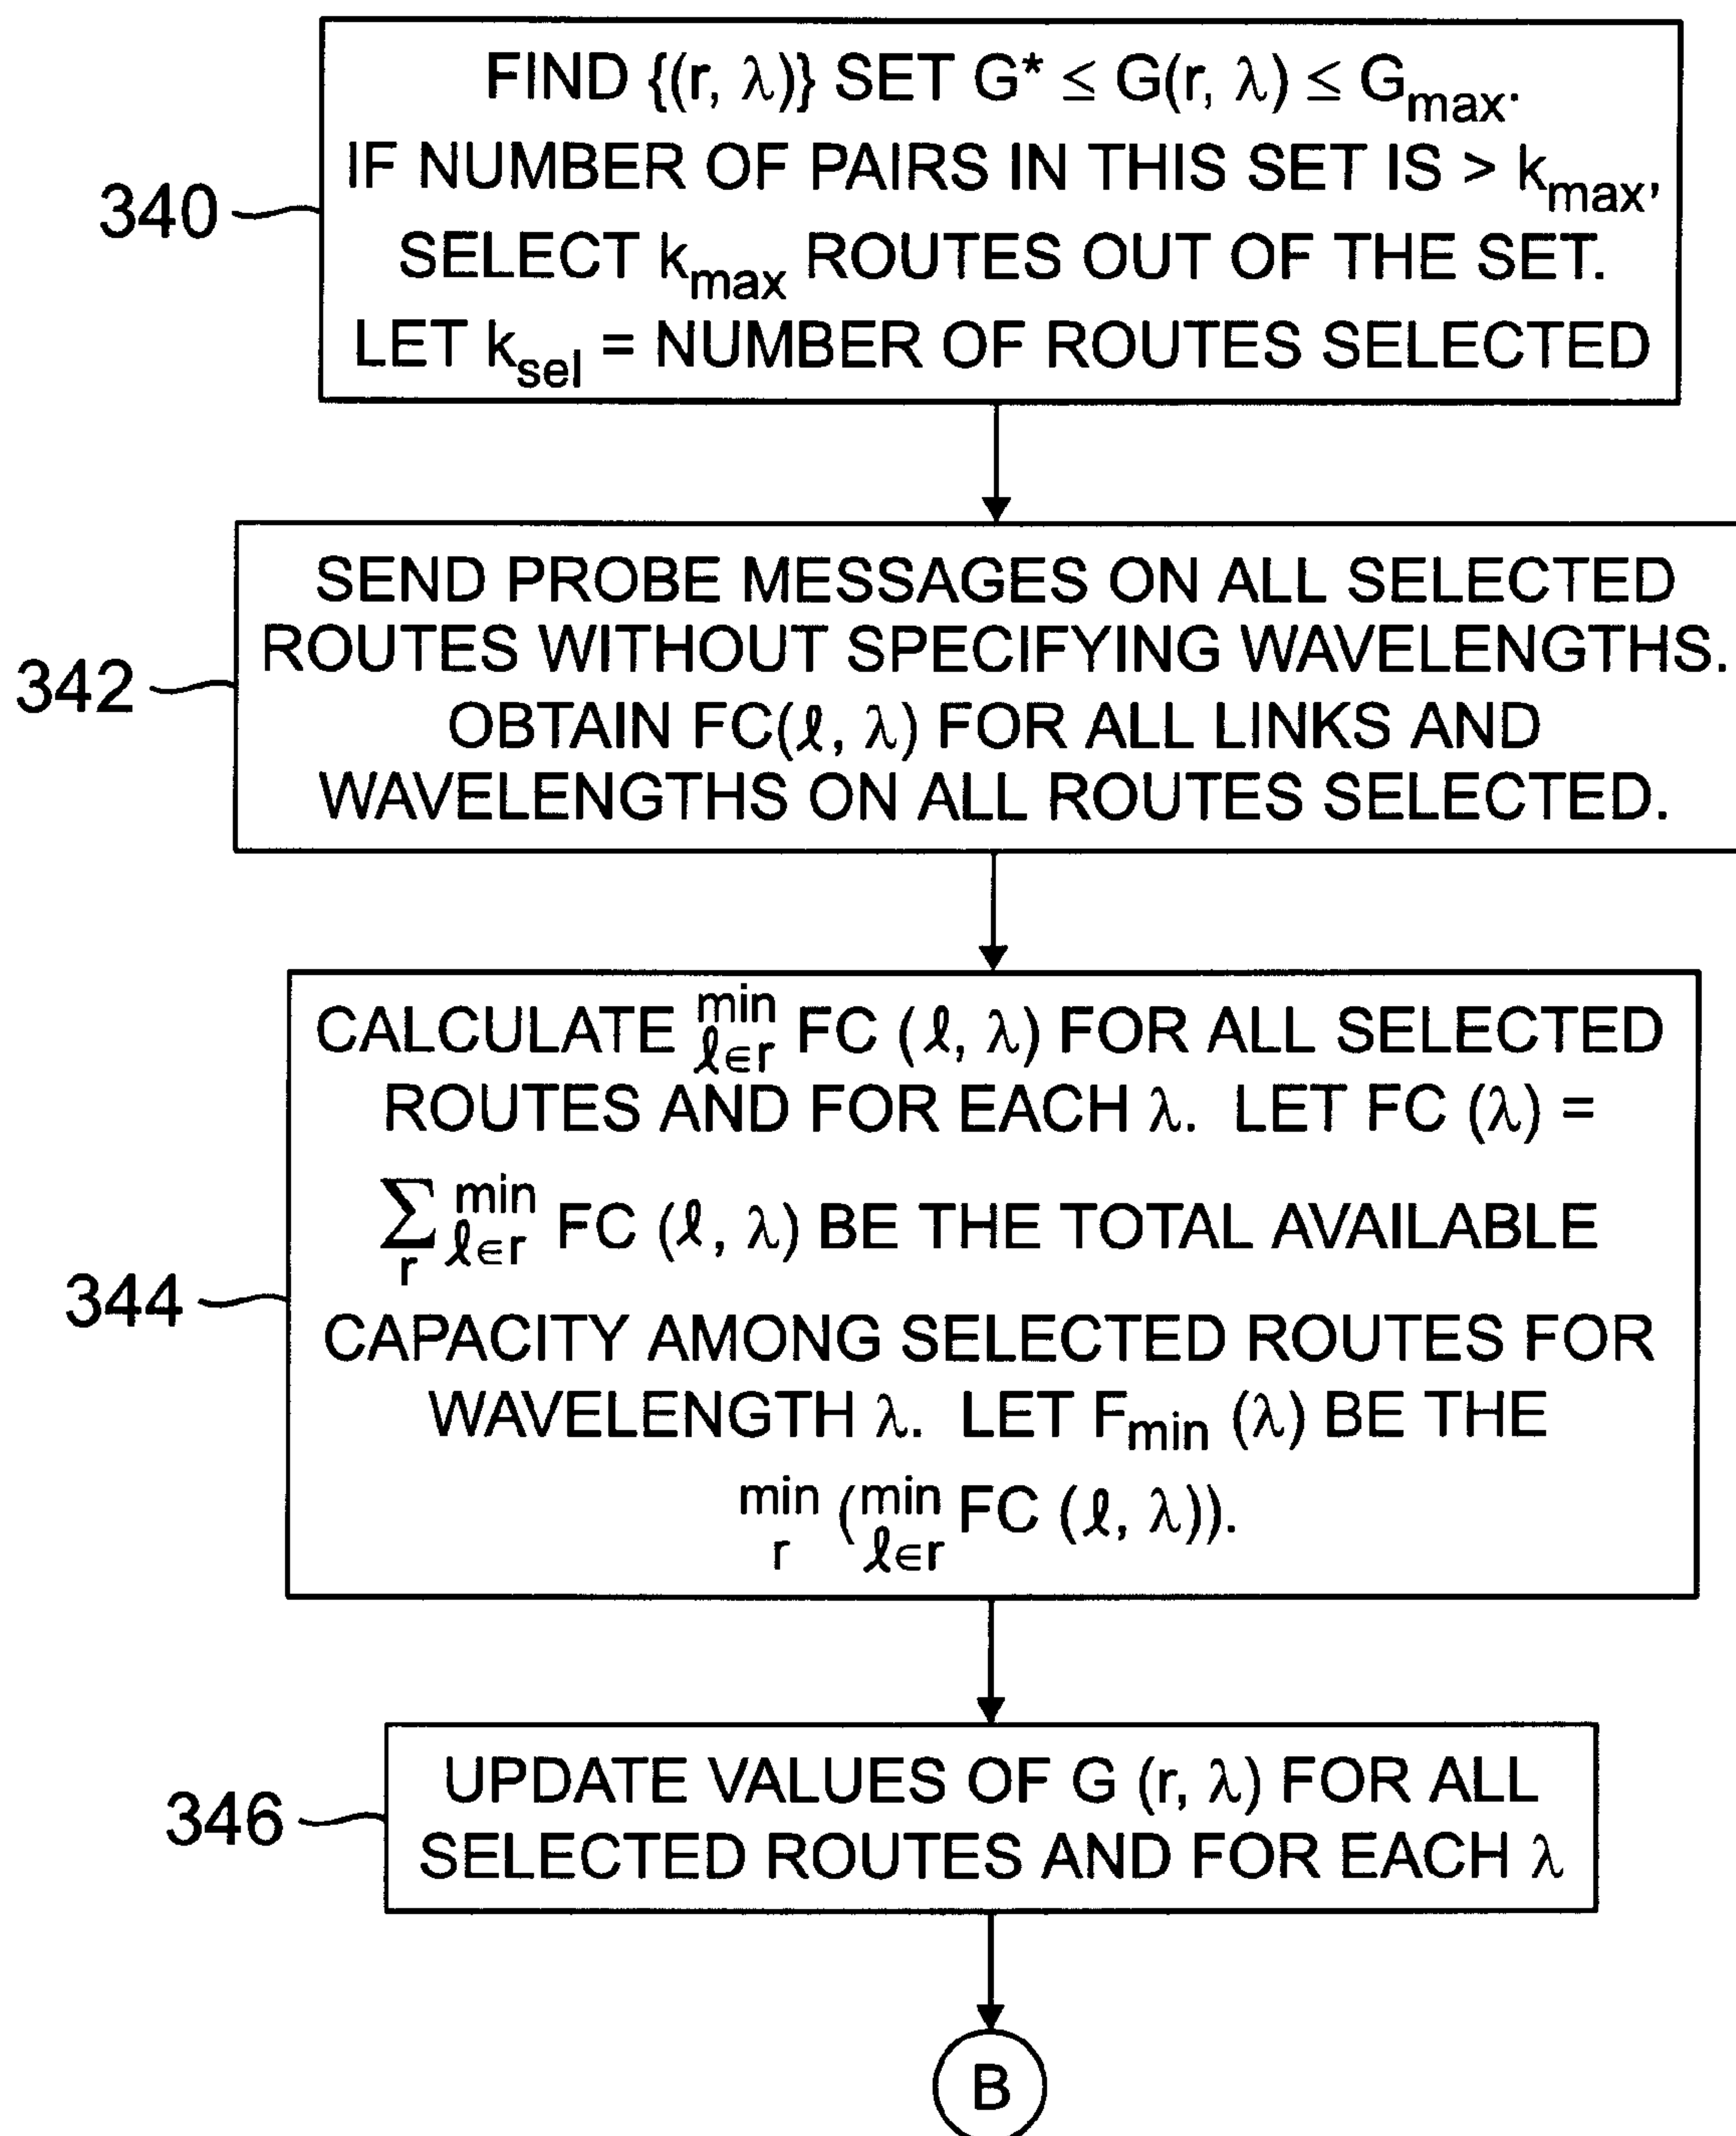 FIND {(r, λ)} SET G* ≤ G(r, λ) ≤ Gmax.
IF NUMBER OF PAIRS IN THIS SET IS > kmax,
340
SELECT kmax ROUTES OUT OF THE SET.
LET ksel = NUMBER OF ROUTES SELECTED
SEND PROBE MESSAGES ON ALL SELECTED
ROUTES WITHOUT SPECIFYING WAVELENGTHS.
342
OBTAIN FC(ℓ, λ) FOR ALL LINKS AND
WAVELENGTHS ON ALL ROUTES SELECTED.
CALCULATE min ℓ∈r FC (ℓ, λ) FOR ALL SELECTED
ROUTES AND FOR EACH λ. LET FC (λ) =
∑ r min ℓ∈r FC (ℓ, λ) BE THE TOTAL AVAILABLE
344
CAPACITY AMONG SELECTED ROUTES FOR
WAVELENGTH λ. LET Fmin (λ) BE THE
min r (min ℓ∈r FC (ℓ, λ)).
UPDATE VALUES OF G (r, λ) FOR ALL
346
SELECTED ROUTES AND FOR EACH λ
B